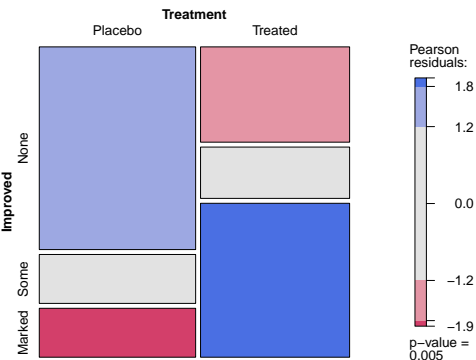 Treatment
Placebo Treated
Improved
None
Some
Marked
Pearson
residuals:
1.8
1.2
0.0
−1.2
−1.9
p-value =
0.005